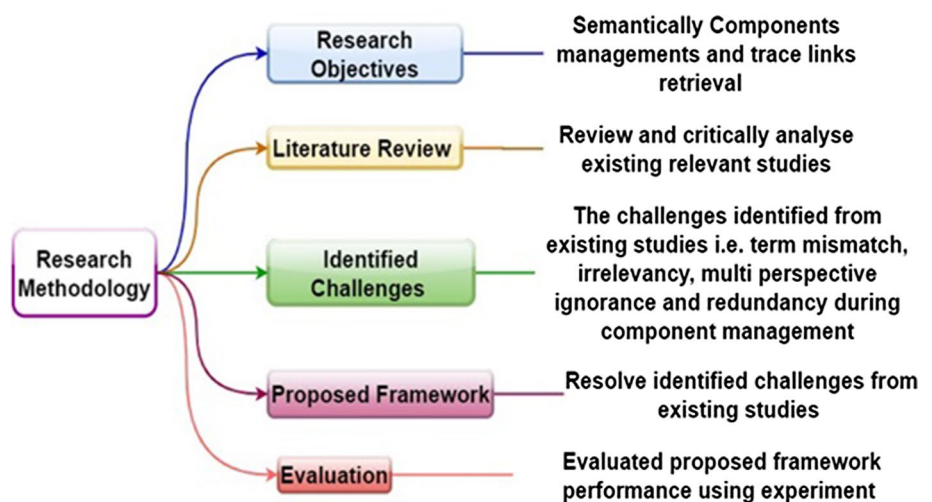 Research
Methodology
Research
Objectives
Semantically Components
managements and trace links
retrieval
Literature Review
Review and critically analyse
existing relevant studies
Identified
Challenges
The challenges identified from
existing studies i.e. term mismatch,
irrelevancy, multi perspective
ignorance and redundancy during
component management
Proposed Framework
Resolve identified challenges from
existing studies
Evaluation
Evaluated proposed framework
performance using experiment